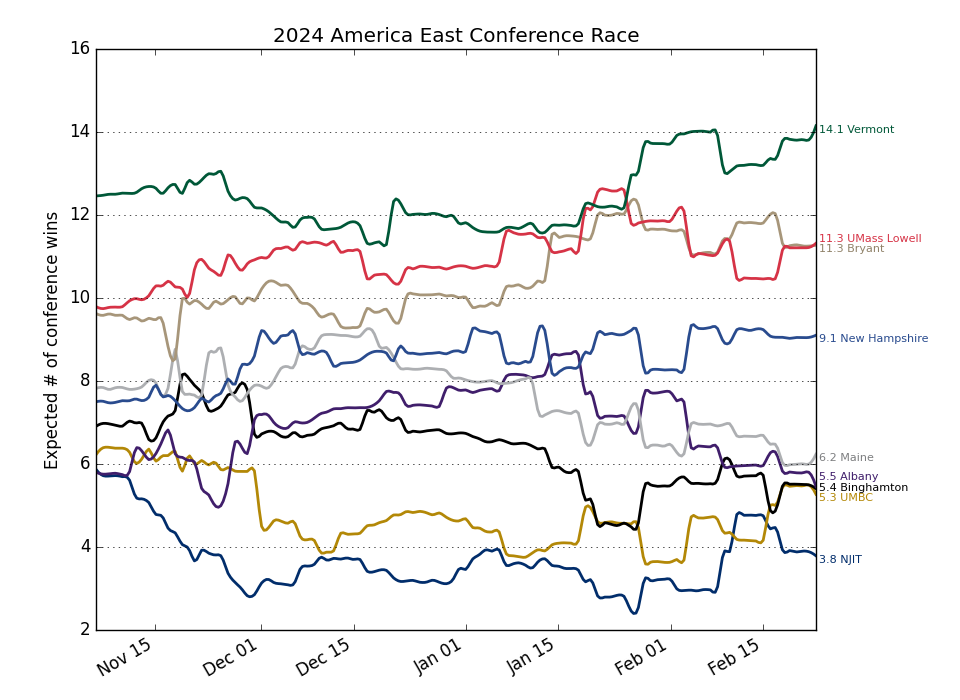 2024 America East Conference Race
Expected # of conference wins
16
14
12
10
8
6
4
2
14.1 Vermont
11.3 UMass Lowell
11.3 Bryant
9.1 New Hampshire
6.2 Maine
5.5 Albany
5.4 Binghamton
5.3 UMBC
3.8 NJIT
Nov 15
Dec 01
Dec 15
Jan 01
Jan 15
Feb 01
Feb 15